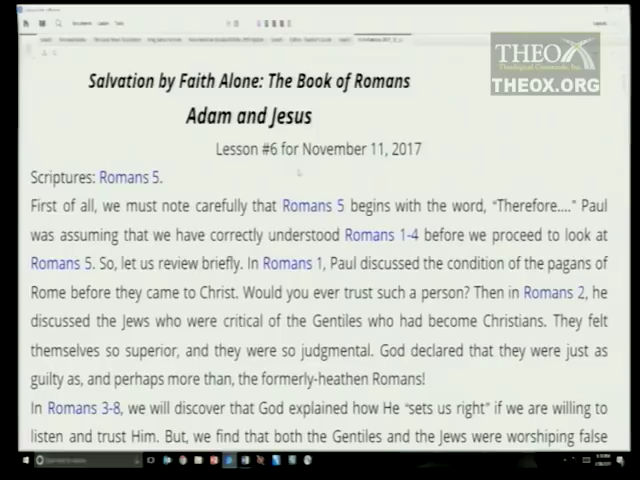 THEOX
Theological Crossroads, Inc.
THEOX.ORG
Salvation by Faith Alone: The Book of Romans
Adam and Jesus
Lesson #6 for November 11, 2017
Scriptures: Romans 5.
First of all, we must note carefully that Romans 5 begins with the word, “Therefore....” Paul
was assuming that we have correctly understood Romans 1-4 before we proceed to look at
Romans 5. So, let us review briefly. In Romans 1, Paul discussed the condition of the pagans of
Rome before they came to Christ. Would you ever trust such a person? Then in Romans 2, he
discussed the Jews who were critical of the Gentiles who had become Christians. They felt
themselves so superior, and they were so judgmental. God declared that they were just as
guilty as, and perhaps more than, the formerly-heathen Romans!
In Romans 3-8, we will discover that God explained how He “sets us right” if we are willing to
listen and trust Him. But, we find that both the Gentiles and the Jews were worshiping false